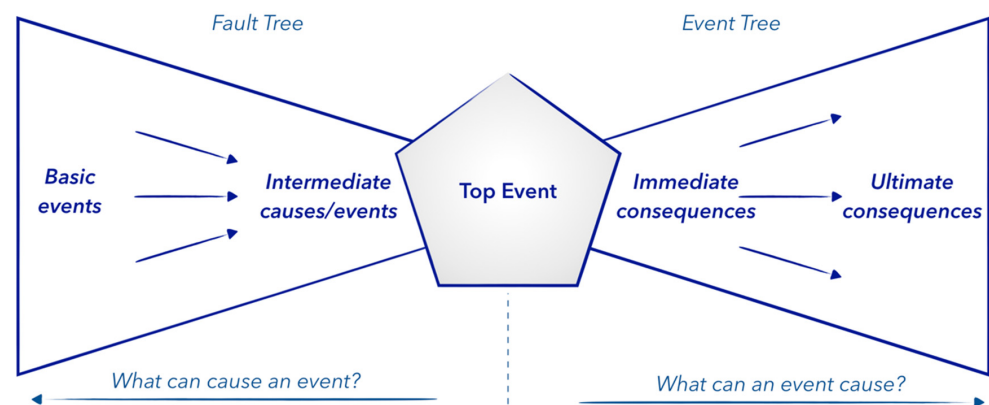 Fault Tree
Event Tree
Basic
events
Intermediate
causes/events
Top Event
Immediate
consequences
Ultimate
consequences
What can cause an event?
What can an event cause?